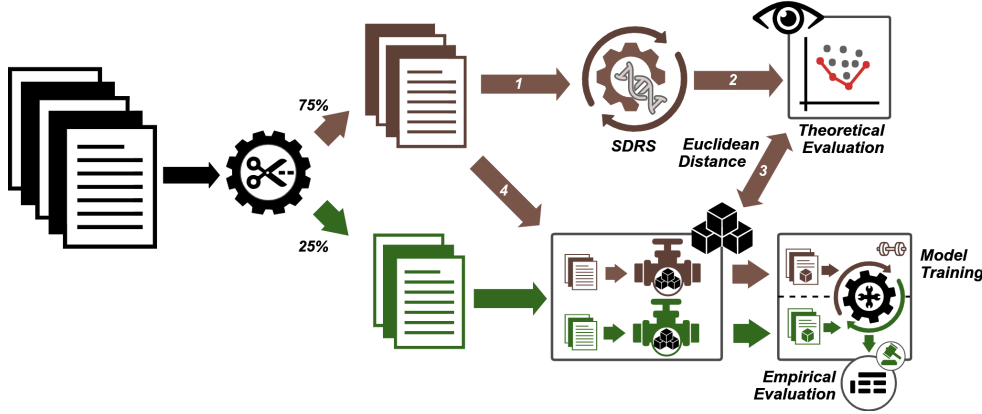 75%
1
2
SDRS
Theoretical
Evaluation
Euclidean
Distance
3
4
25%
Model
Training
Empirical
Evaluation